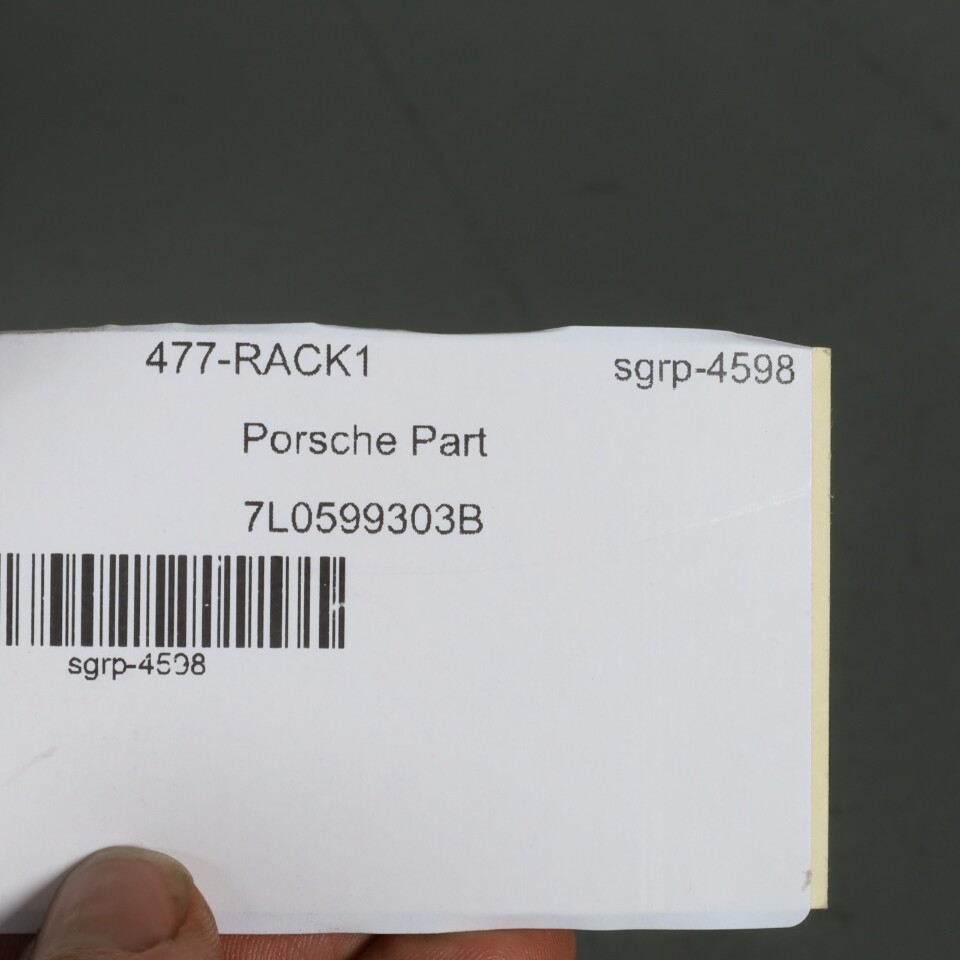 477-RACK1 sgrp-4598
Porsche Part
7L0599303B
sgrp-4598